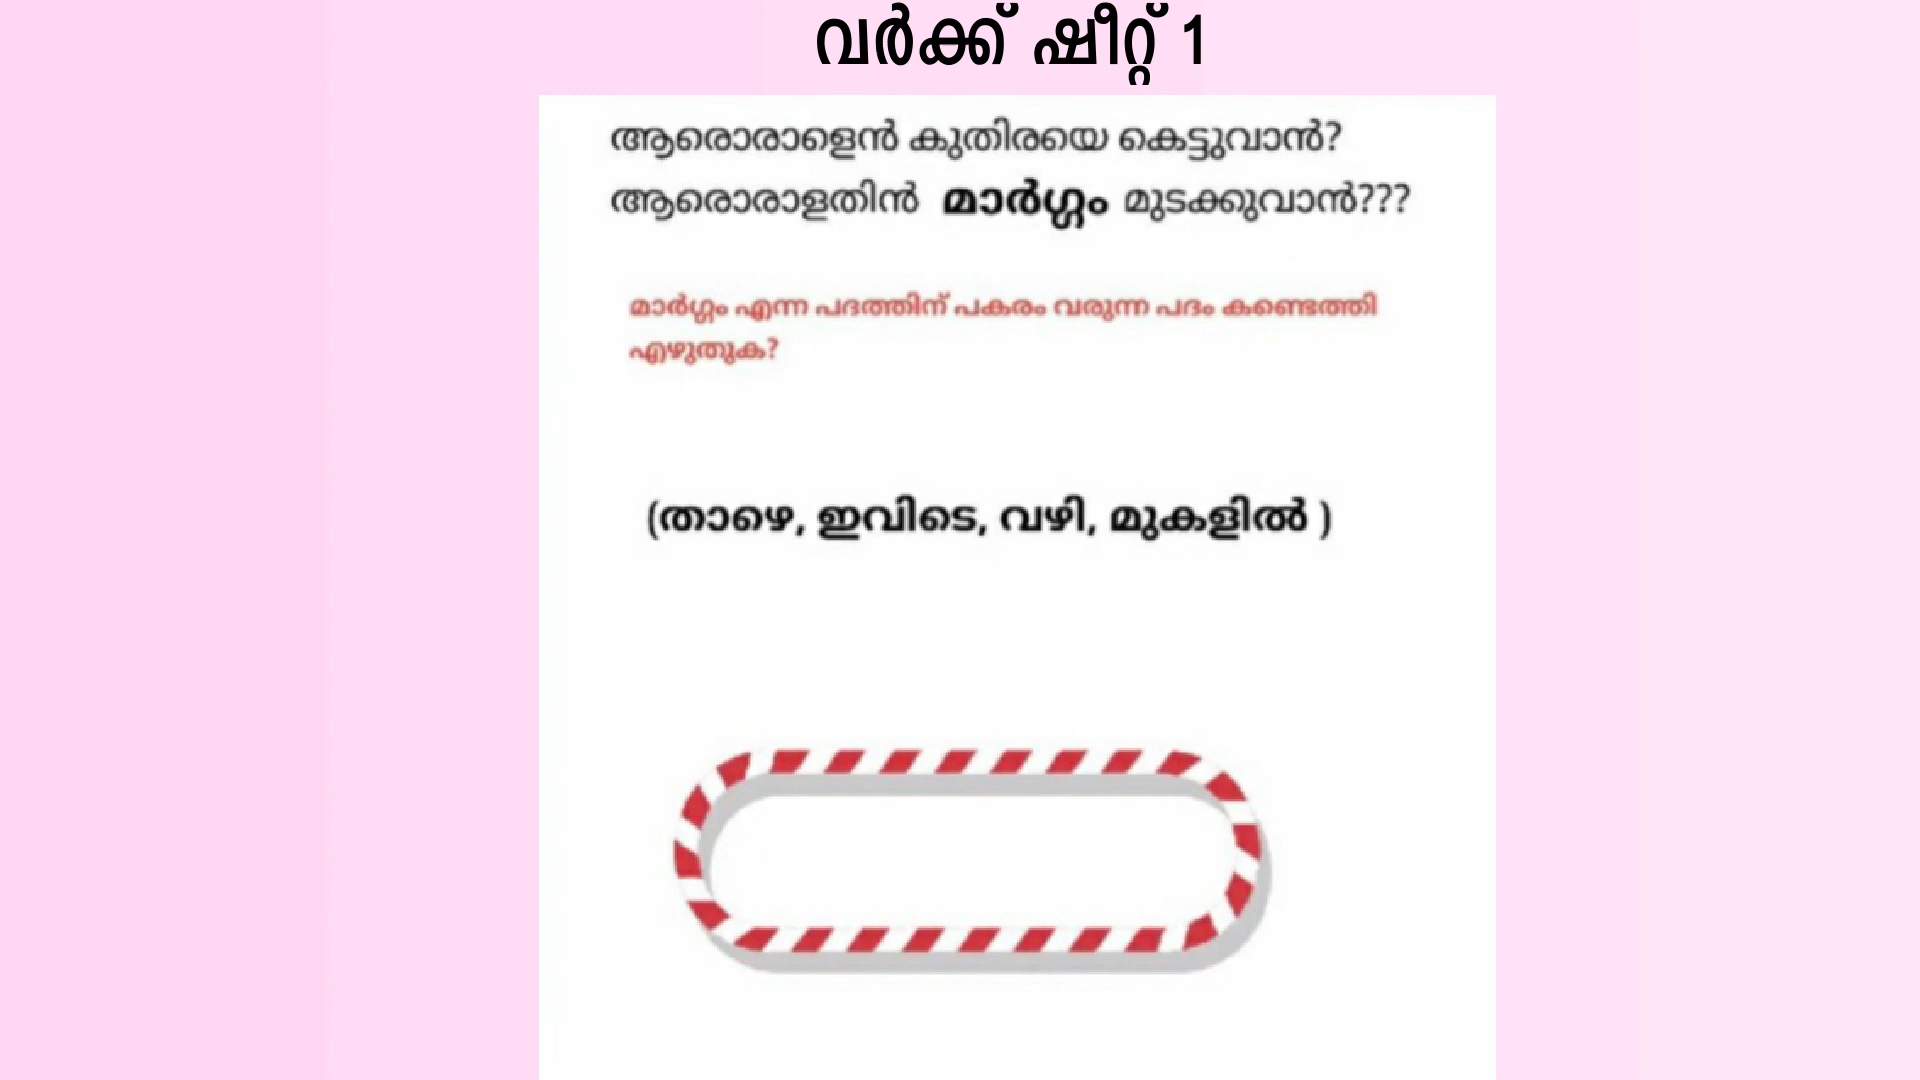 വർക്ക് ഷീറ്റ് 1
ആരൊരാളെൻ കുതിരയെ കെട്ടുവാൻ?
ആരൊരാളതിൻ മാർഗ്ഗം മുടക്കുവാൻ???
മാർഗ്ഗം എന്ന പദത്തിന് പകരം വരുന്ന പദം കണ്ടെത്തി
എഴുതുക?
(താഴെ, ഇവിടെ, വഴി, മുകളിൽ )